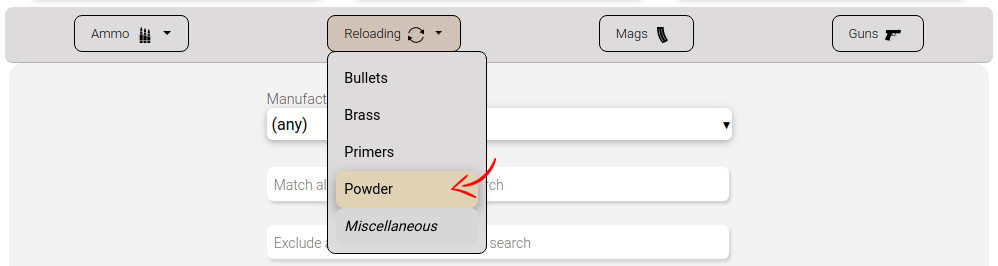 Ammo Reloading Mags Guns
Bullets
Manufact
(any)
Brass
Primers
Match al rch
Powder
Miscellaneous
Exclude search